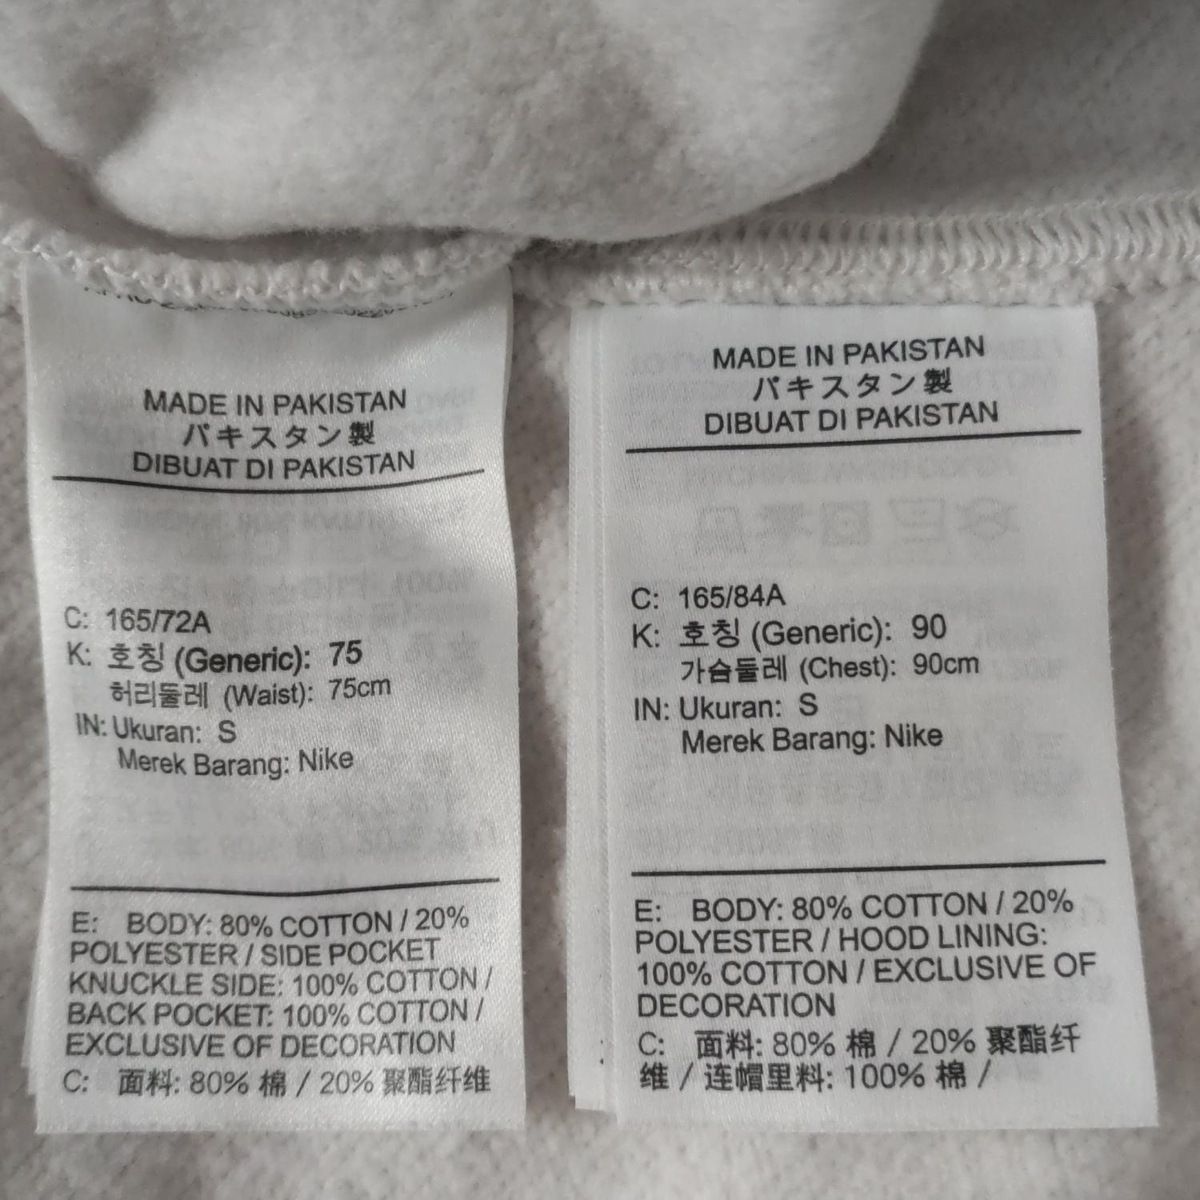 MADE IN PAKISTAN
パキスタン製
DIBUAT DI PAKISTAN
C: 165/72A
K: 호칭 (Generic): 75
허리둘레 (Waist): 75cm
IN: Ukuran: S
Merek Barang: Nike
E: BODY: 80% COTTON / 20%
POLYESTER / SIDE POCKET
KNUCKLE SIDE: 100% COTTON /
BACK POCKET: 100% COTTON /
EXCLUSIVE OF DECORATION
C: 面料: 80% 棉 / 20% 聚酯纤维
MADE IN PAKISTAN
パキスタン製
DIBUAT DI PAKISTAN
C: 165/84A
K: 호칭 (Generic): 90
가슴둘레 (Chest): 90cm
IN: Ukuran: S
Merek Barang: Nike
E: BODY: 80% COTTON / 20%
POLYESTER / HOOD LINING:
100% COTTON / EXCLUSIVE OF
DECORATION
C: 面料: 80% 棉 / 20% 聚酯纤
维 / 连帽里料: 100% 棉 /